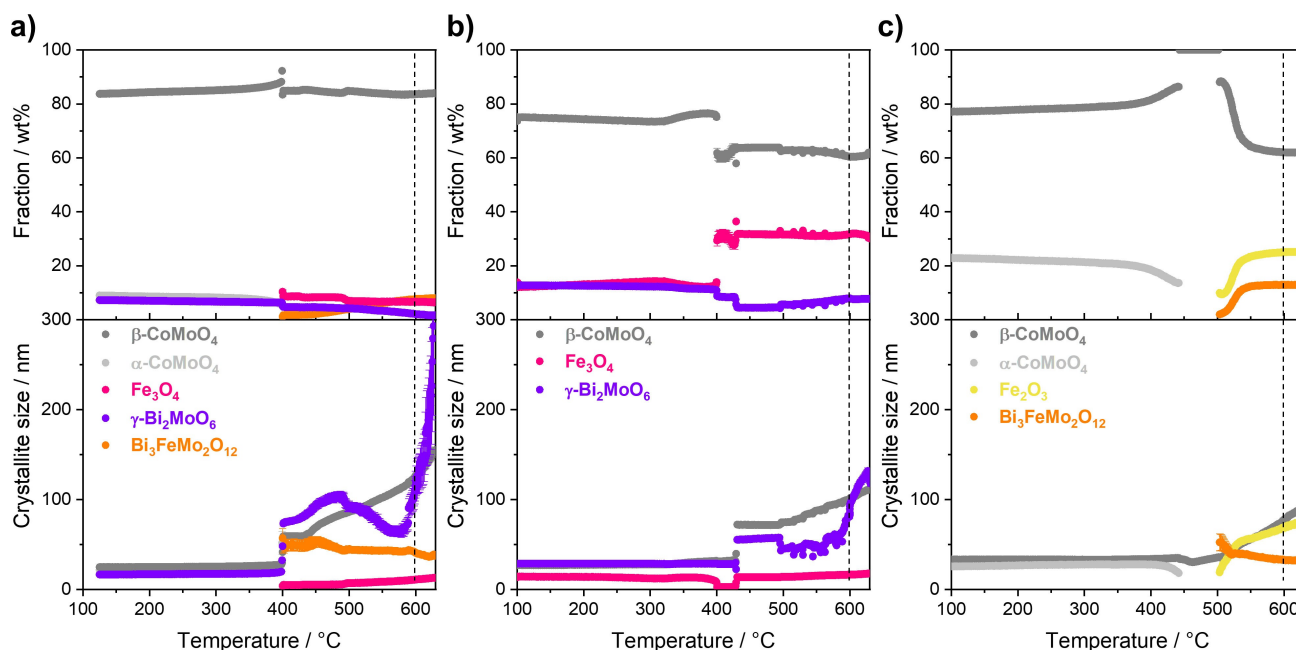 a)
100
80
60
40
20
300
200
100
0
Fraction / wt%
Crystallite size / nm
β-CoMoO₄
α-CoMoO₄
Fe₃O₄
γ-Bi₂MoO₆
Bi₃FeMo₂O₁₂
100 200 300 400 500 600
Temperature / °C
b)
100
80
60
40
20
300
200
100
0
Fraction / wt%
Crystallite size / nm
β-CoMoO₄
Fe₃O₄
γ-Bi₂MoO₆
100 200 300 400 500 600
Temperature / °C
c)
100
80
60
40
20
300
200
100
0
Fraction / wt%
Crystallite size / nm
β-CoMoO₄
α-CoMoO₄
Fe₂O₃
Bi₃FeMo₂O₁₂
100 200 300 400 500 600
Temperature / °C